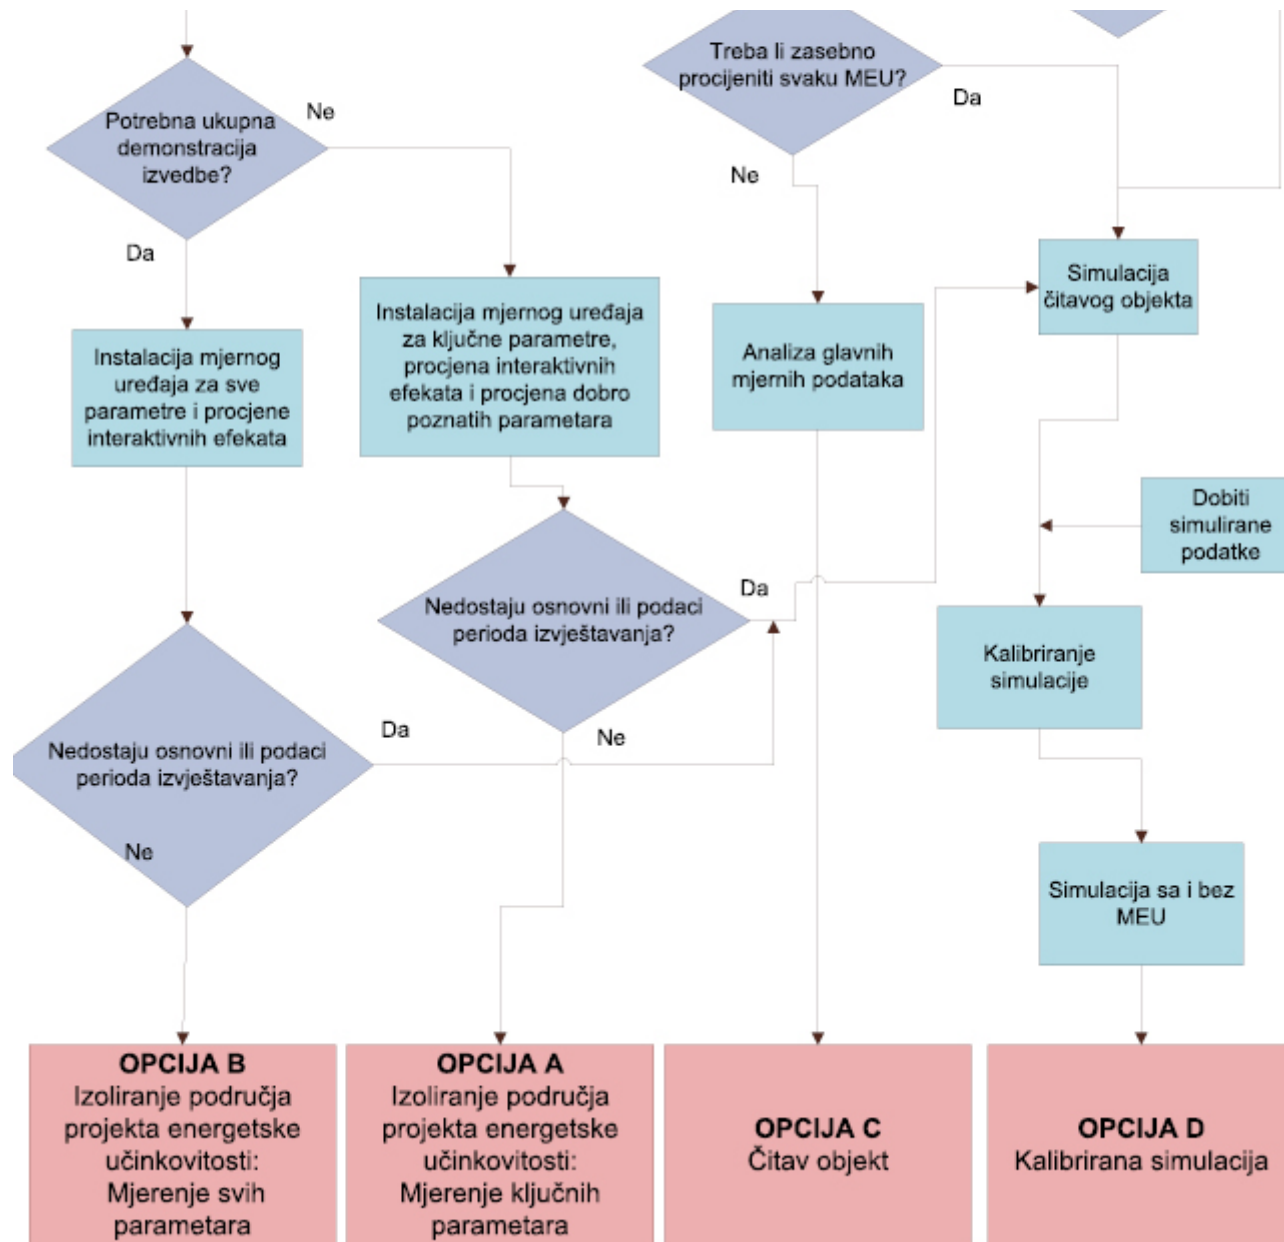 Treba li zasebno
procijeniti svaku MEU?
Da
Ne
Potrebna ukupna
demonstracija
izvedbe?
Ne
Da
Simulacija
čitavog objekta
Instalacija mjernog uređaja
za ključne parametre,
procjena interaktivnih
efekata i procjena dobro
poznatih parametara
Analiza glavnih
mjernih podataka
Instalacija mjernog
uređaja za sve
parametre i procjene
interaktivnih efekata
Dobiti
simulirane
podatke
Nedostaju osnovni ili podaci
perioda izvještavanja?
Da
Ne
Kalibriranje
simulacije
Nedostaju osnovni ili podaci
perioda izvještavanja?
Da
Ne
Simulacija sa i bez
MEU
OPCIJA B
Izoliranje područja
projekta energetske
učinkovitosti:
Mjerenje svih
parametara
OPCIJA A
Izoliranje područja
projekta energetske
učinkovitosti:
Mjerenje ključnih
parametara
OPCIJA C
Čitav objekt
OPCIJA D
Kalibrirana simulacija